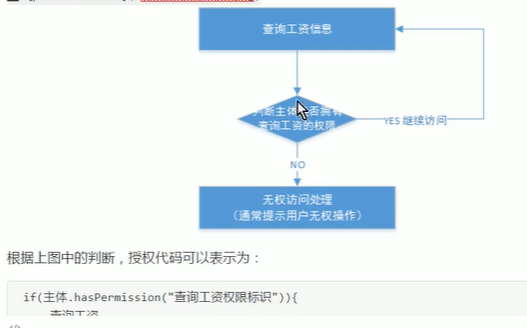 查询工资信息
判断主体是否拥有
查询工资的权限
YES 继续访问
NO
无权访问处理
（通常提示用户无权操作）
根据上图中的判断，授权代码可以表示为：
if(主体.hasPermission("查询工资权限标识")){
查询工资